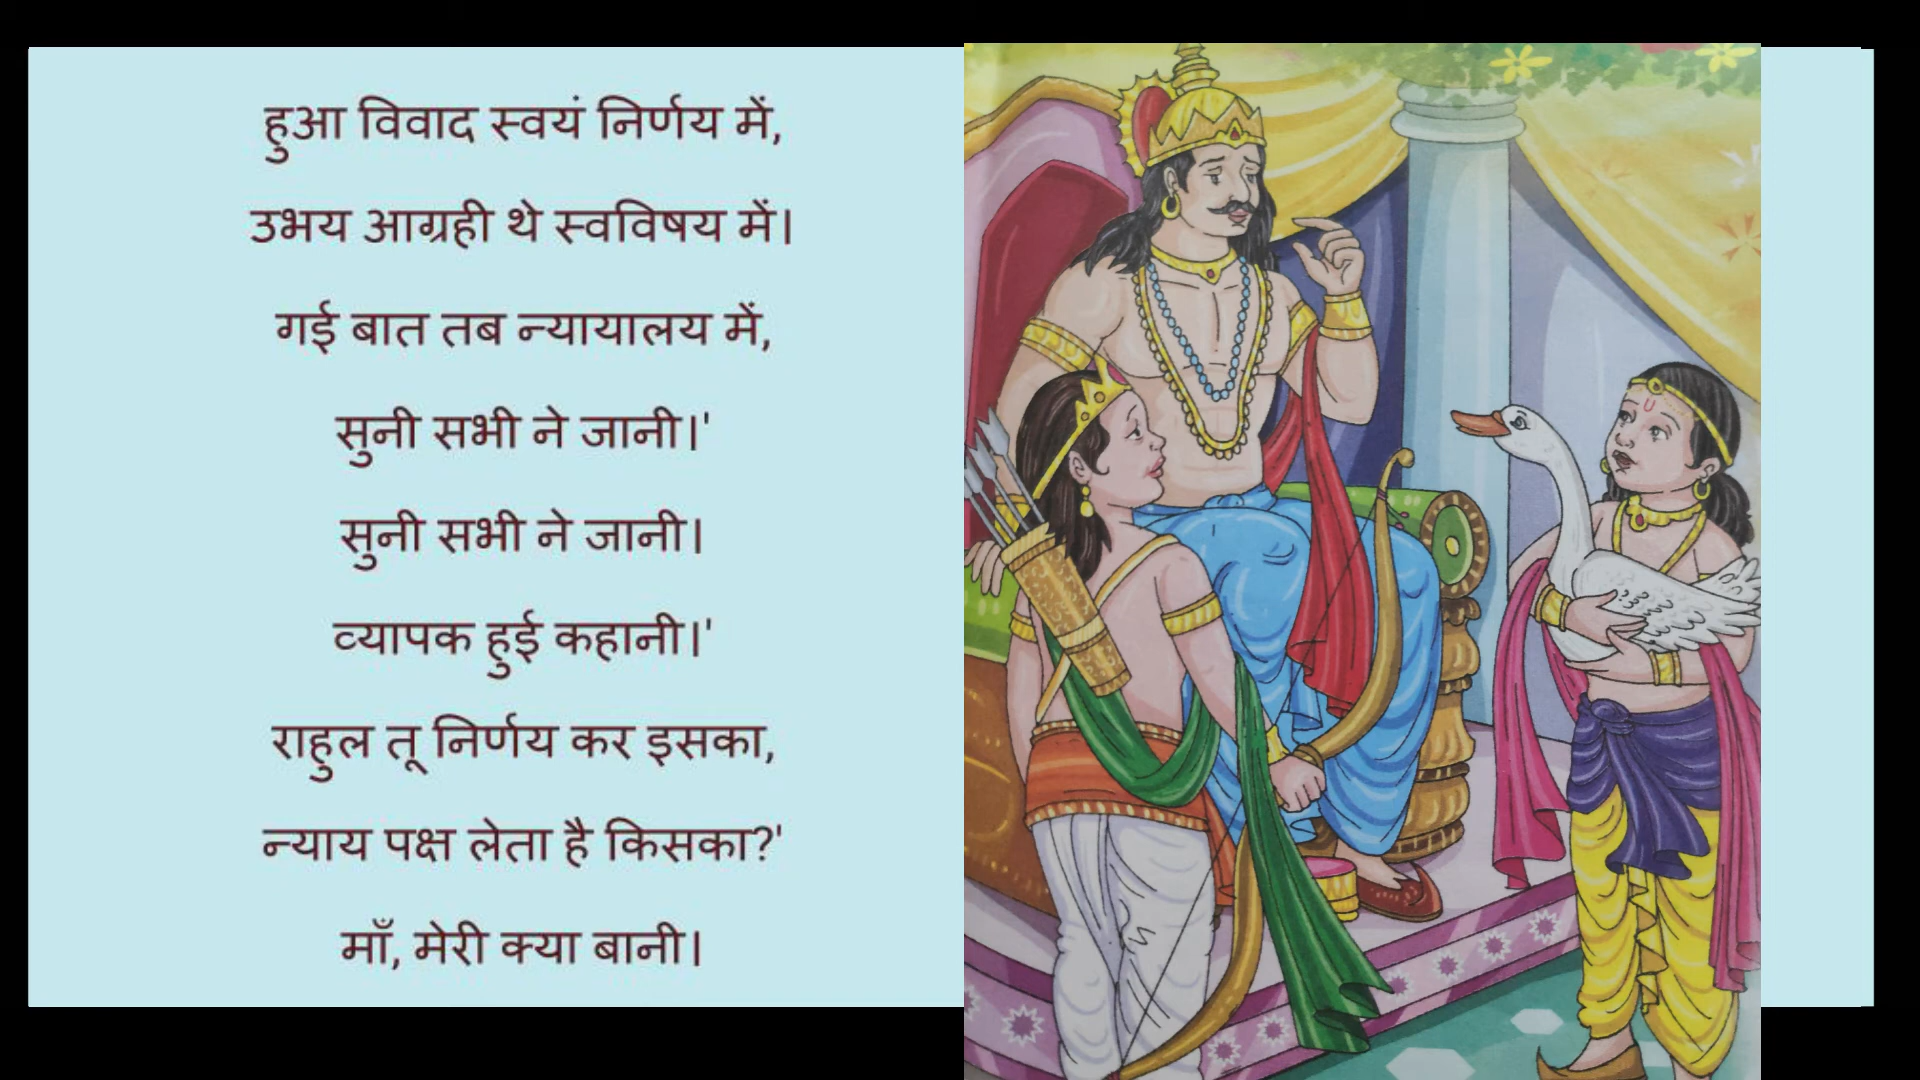 हुआ विवाद स्वयं निर्णय में,
उभय आग्रही थे स्वविषय में।
गई बात तब न्यायालय में,
सुनी सभी ने जानी।'
सुनी सभी ने जानी।
व्यापक हुई कहानी।'
राहुल तू निर्णय कर इसका,
न्याय पक्ष लेता है किसका?'
माँ, मेरी क्या बानी।